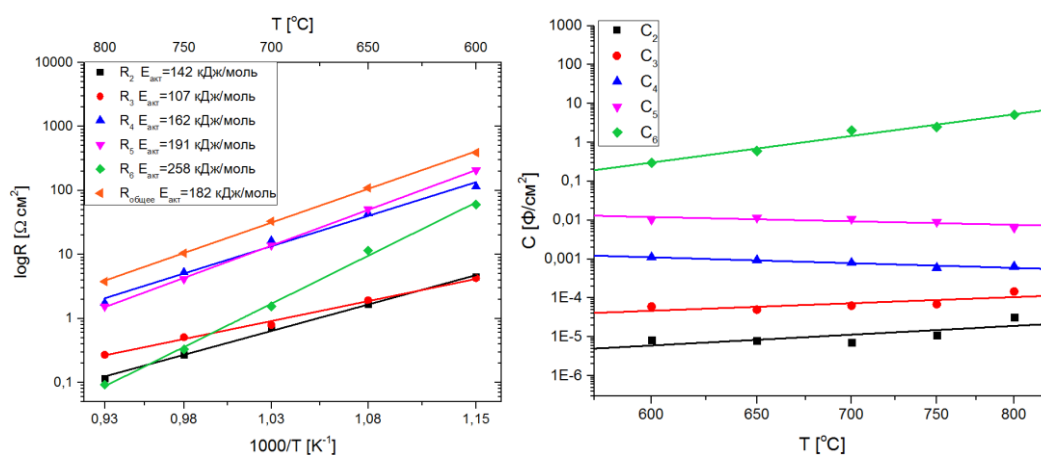 T [°C]
800 750 700 650 600
10000
1000
100
10
1
0,1
logR [Ω см²]
R₂ Eакт=142 кДж/моль
R₃ Eакт=107 кДж/моль
R₄ Eакт=162 кДж/моль
R₅ Eакт=191 кДж/моль
R₆ Eакт=258 кДж/моль
Rобщее Eакт=182 кДж/моль
0,93 0,98 1,03 1,08 1,15
1000/T [K⁻¹]
1000
100
10
1
0,1
0,01
0,001
1E-4
1E-5
1E-6
C [Ф/см²]
C₂
C₃
C₄
C₅
C₆
600 650 700 750 800
T [°C]